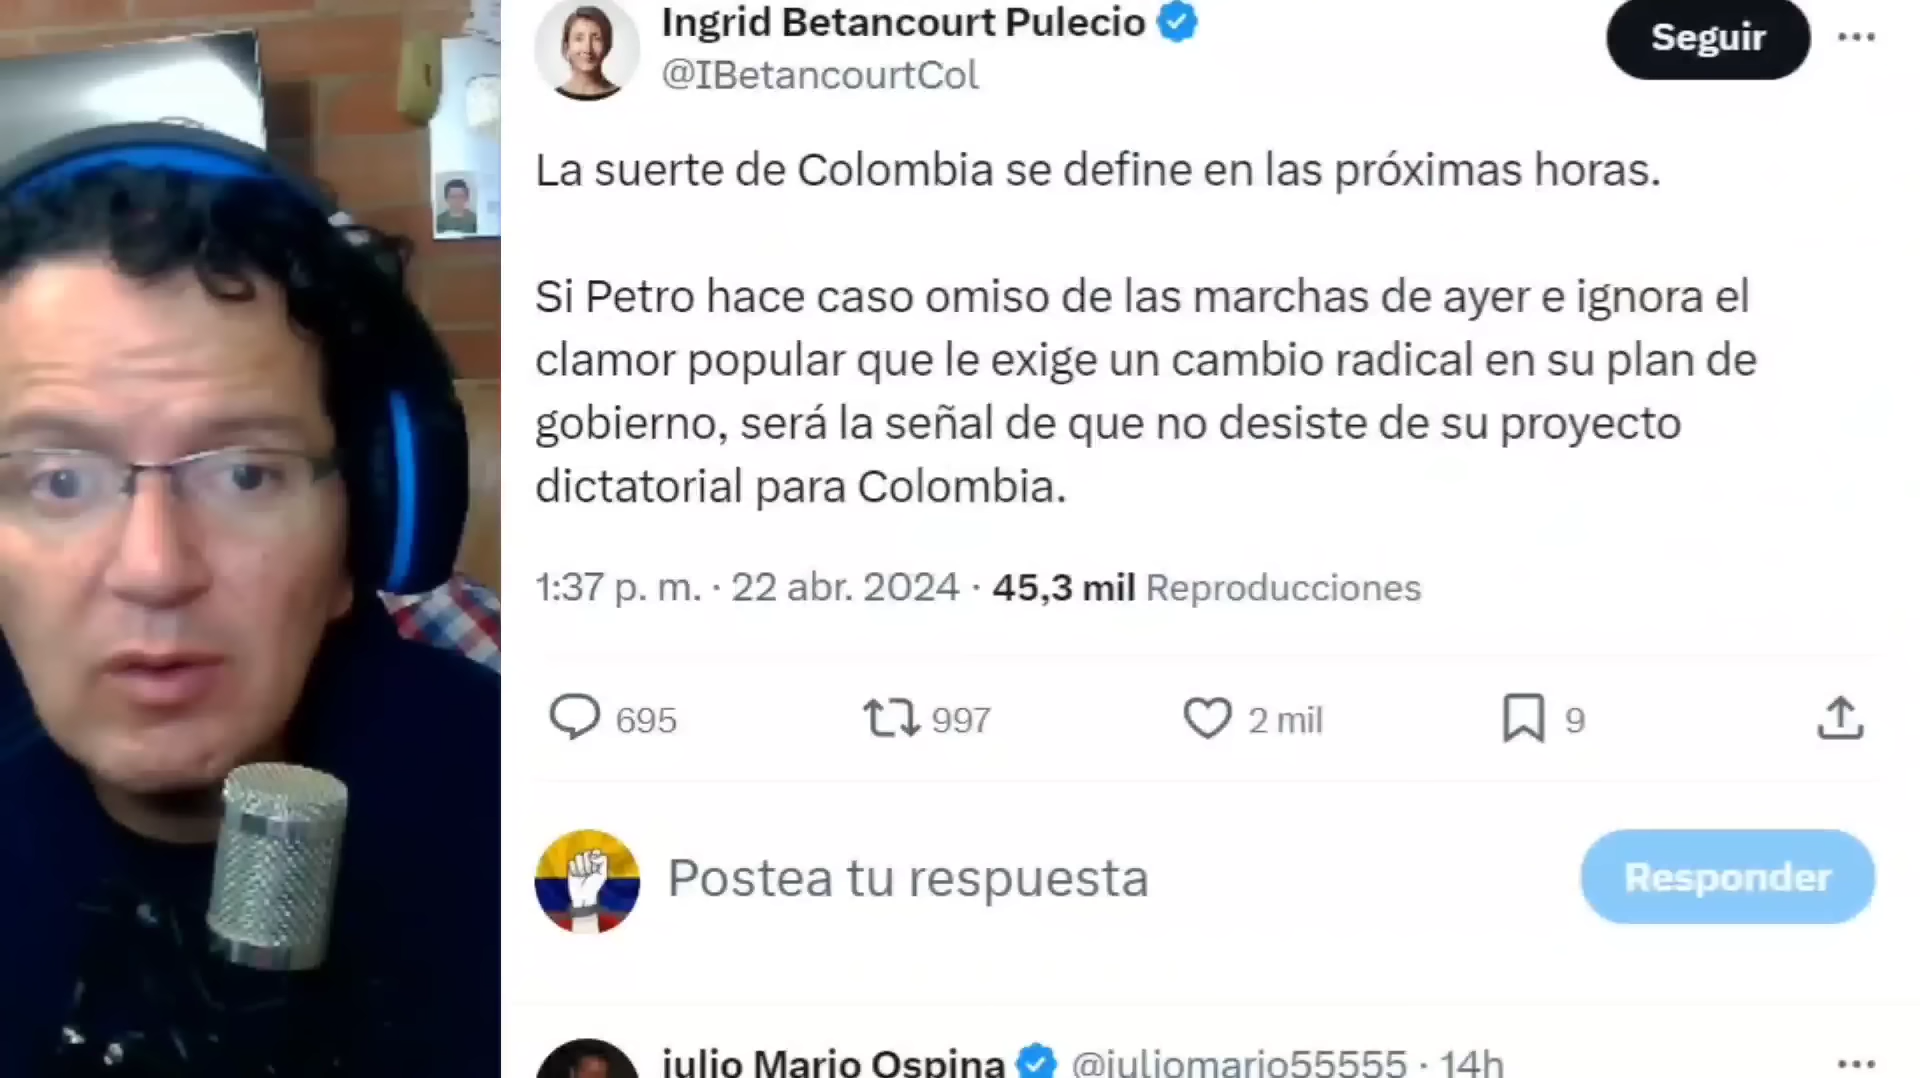 Ingrid Betancourt Pulecio
@IBetancourtCol
Seguir
La suerte de Colombia se define en las próximas horas.
Si Petro hace caso omiso de las marchas de ayer e ignora el
clamor popular que le exige un cambio radical en su plan de
gobierno, será la señal de que no desiste de su proyecto
dictatorial para Colombia.
1:37 p. m. · 22 abr. 2024 · 45,3 mil Reproducciones
695 997 2 mil 9
Postea tu respuesta
Responder
julio Mario Ospina @juliomario55555 · 14h